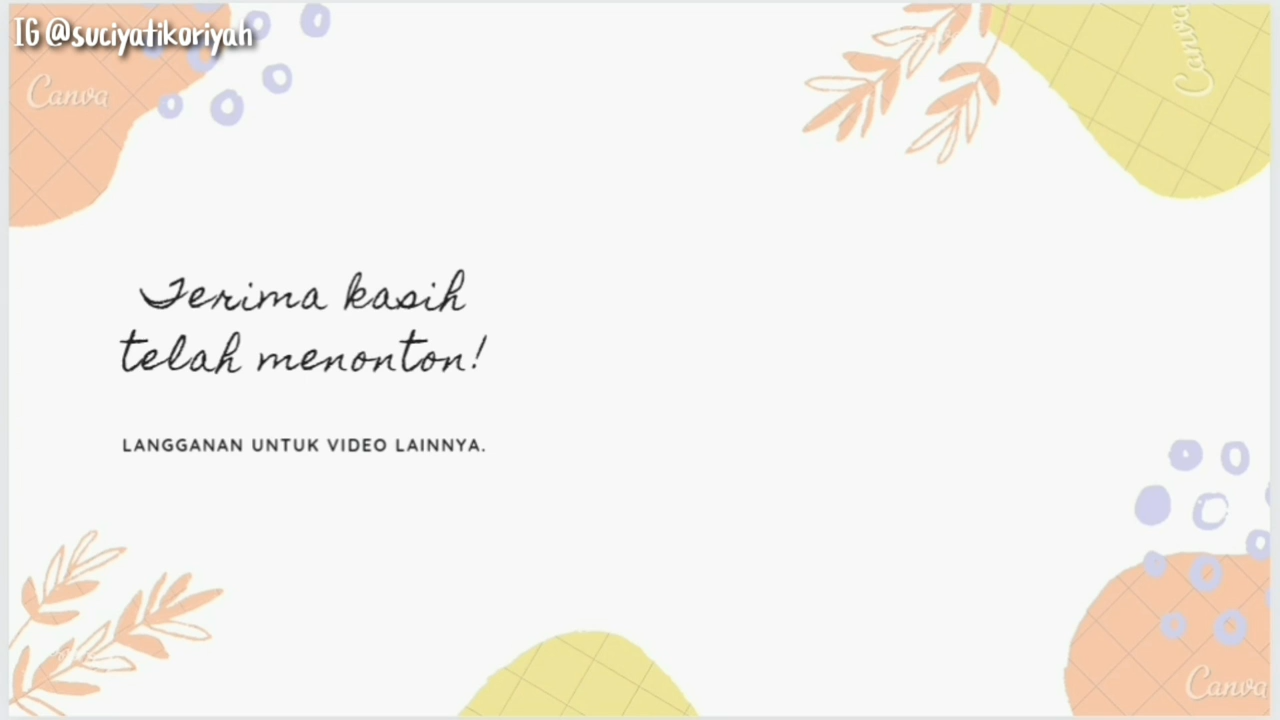 IG @suciyatikoriyah
Canva
Canva
Terima kasih
telah menonton!
LANGGANAN UNTUK VIDEO LAINNYA.
Canva